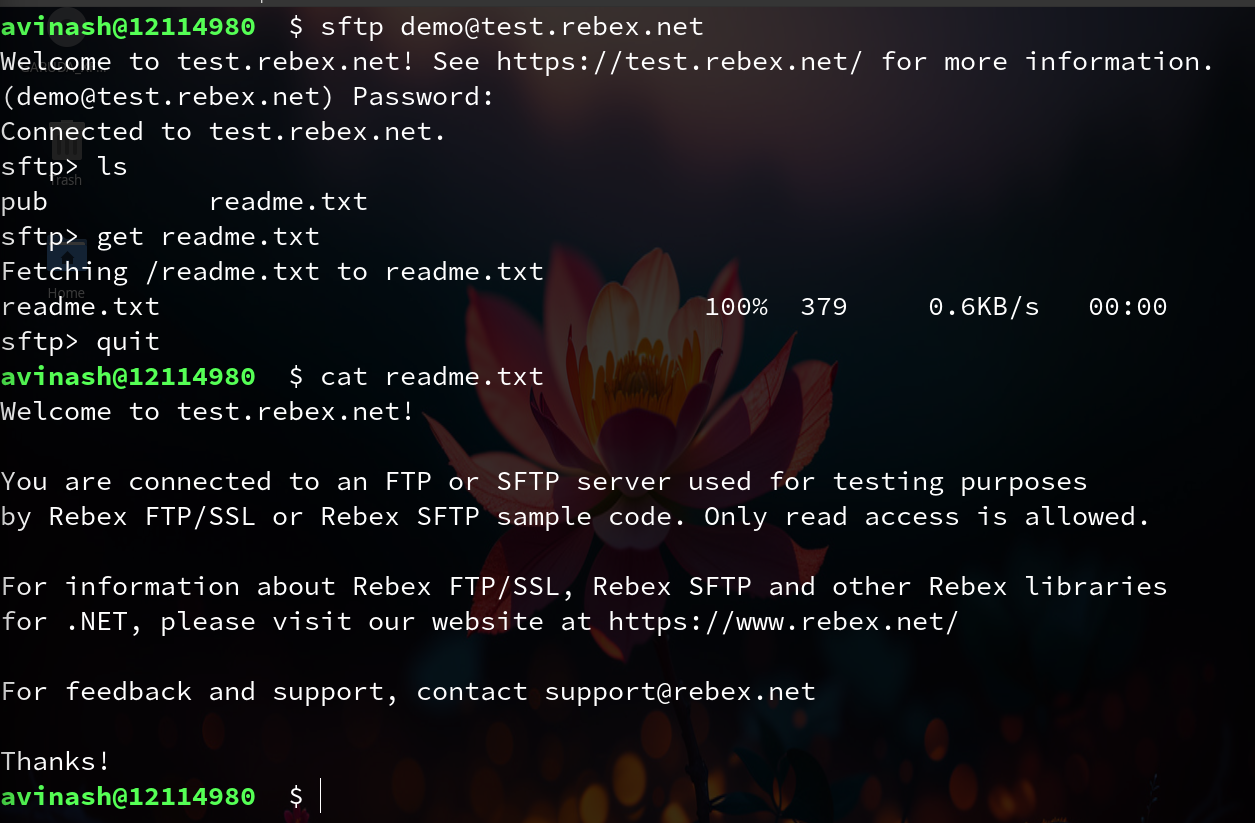 avinash@12114980  $ sftp demo@test.rebex.net
Welcome to test.rebex.net! See https://test.rebex.net/ for more information.
(demo@test.rebex.net) Password:
Connected to test.rebex.net.
sftp> ls
Trash
pub          readme.txt
sftp> get readme.txt
Fetching /readme.txt to readme.txt
Home
readme.txt                                  100%  379     0.6KB/s   00:00
sftp> quit
avinash@12114980  $ cat readme.txt
Welcome to test.rebex.net!

You are connected to an FTP or SFTP server used for testing purposes
by Rebex FTP/SSL or Rebex SFTP sample code. Only read access is allowed.

For information about Rebex FTP/SSL, Rebex SFTP and other Rebex libraries
for .NET, please visit our website at https://www.rebex.net/

For feedback and support, contact support@rebex.net

Thanks!
avinash@12114980  $